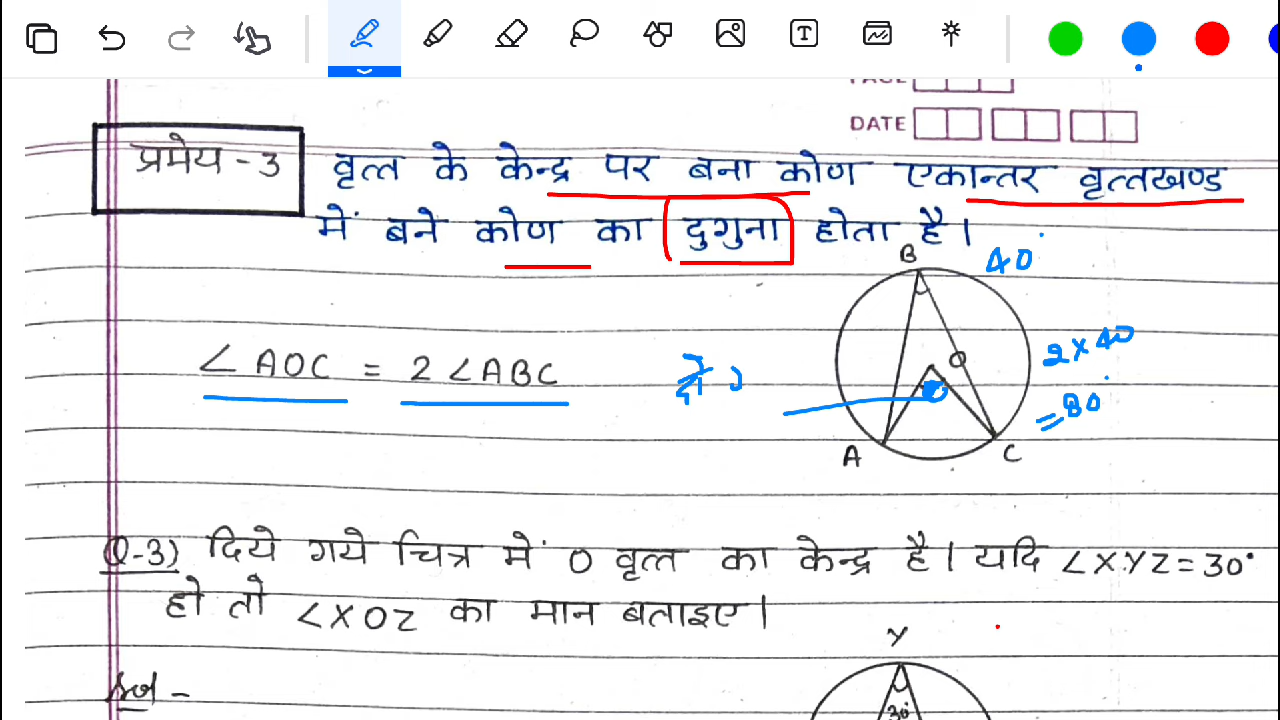 DATE
प्रमेय - 3
वृत्त के केन्द्र पर बना कोण एकान्तर वृत्तखण्ड
में बने कोण का दुगुना होता है।
B
40°
∠AOC = 2∠ABC
O
2×40
=80°
A
C
Q-3) दिये गये चित्र में O वृत्त का केन्द्र है। यदि ∠XYZ=30°
हो तो ∠XOZ का मान बताइए।
Y
30°